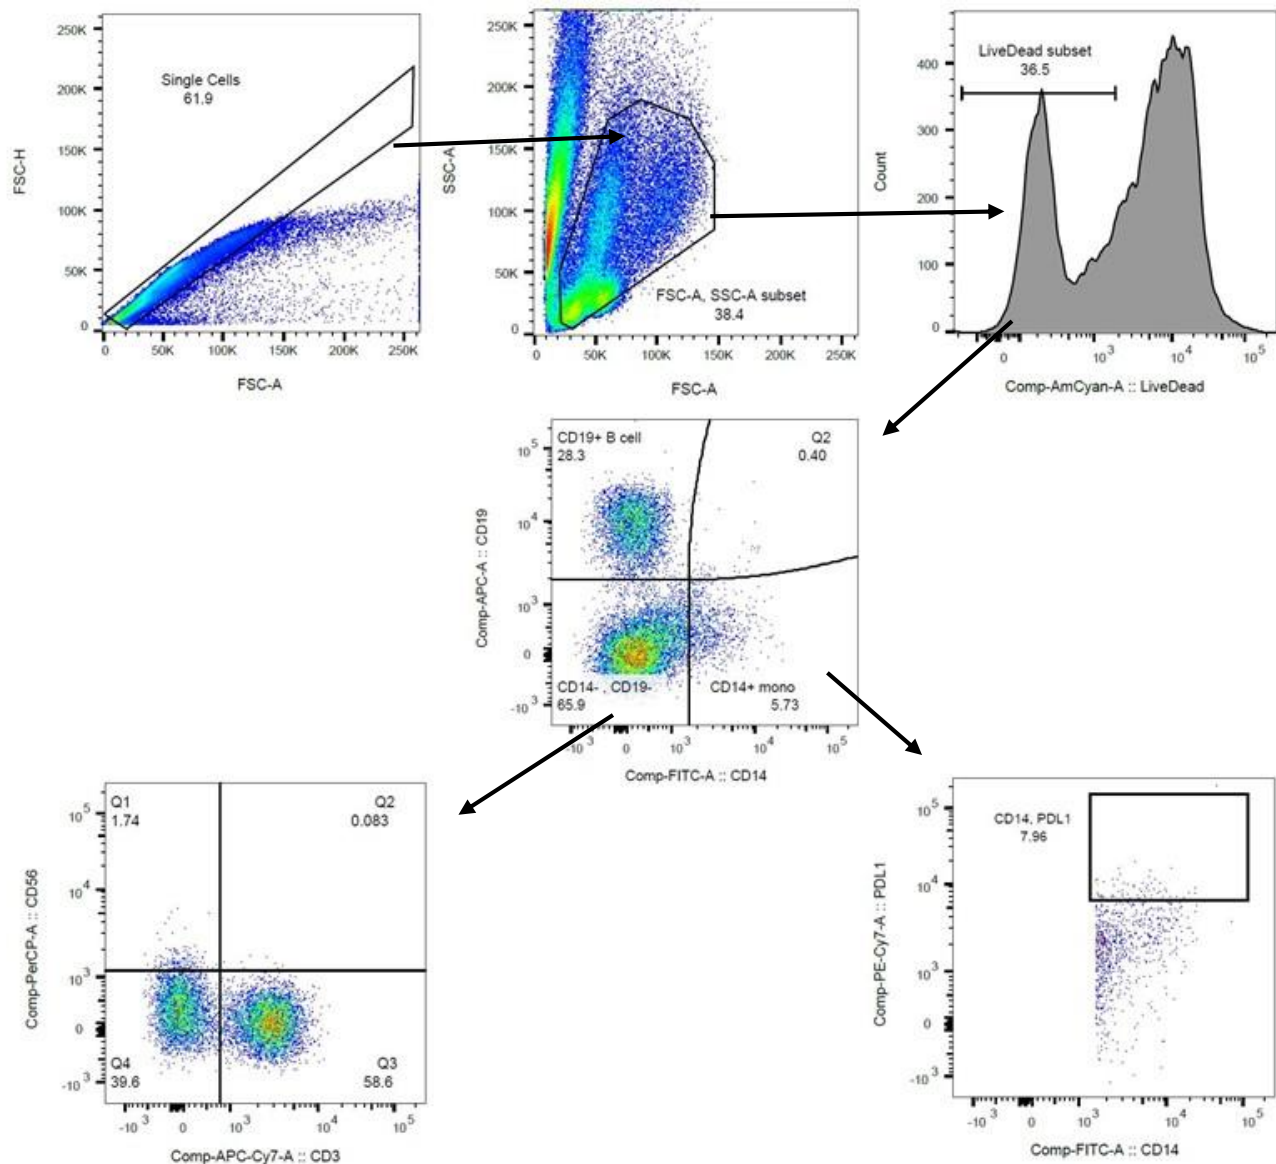 250K
200K
150K
100K
50K
0
FSC-H
Single Cells
61.9
0
50K
100K
150K
200K
250K
FSC-A
250K
200K
150K
100K
50K
0
SSC-A
FSC-A, SSC-A subset
38.4
0
50K
100K
150K
200K
250K
FSC-A
400
300
200
100
0
Count
LiveDead subset
36.5
0
10 3
10 4
10 5
Comp-AmCyan-A :: LiveDead
10 5
10 4
10 3
0
-10 3
Comp-APC-A :: CD19
CD19+ B cell
28.3
Q2
0.40
CD14- , CD19-
65.9
CD14+ mono
5.73
-10 3
0
10 3
10 4
10 5
Comp-FITC-A :: CD14
10 5
10 4
10 3
0
-10 3
Comp-PerCP-A :: CD56
Q1
1.74
Q2
0.083
Q4
39.6
Q3
58.6
-10 3
0
10 3
10 4
10 5
Comp-APC-Cy7-A :: CD3
10 5
10 4
10 3
0
-10 3
Comp-PE-Cy7-A :: PDL1
CD14, PDL1
7.96
-10 3
0
10 3
10 4
10 5
Comp-FITC-A :: CD14